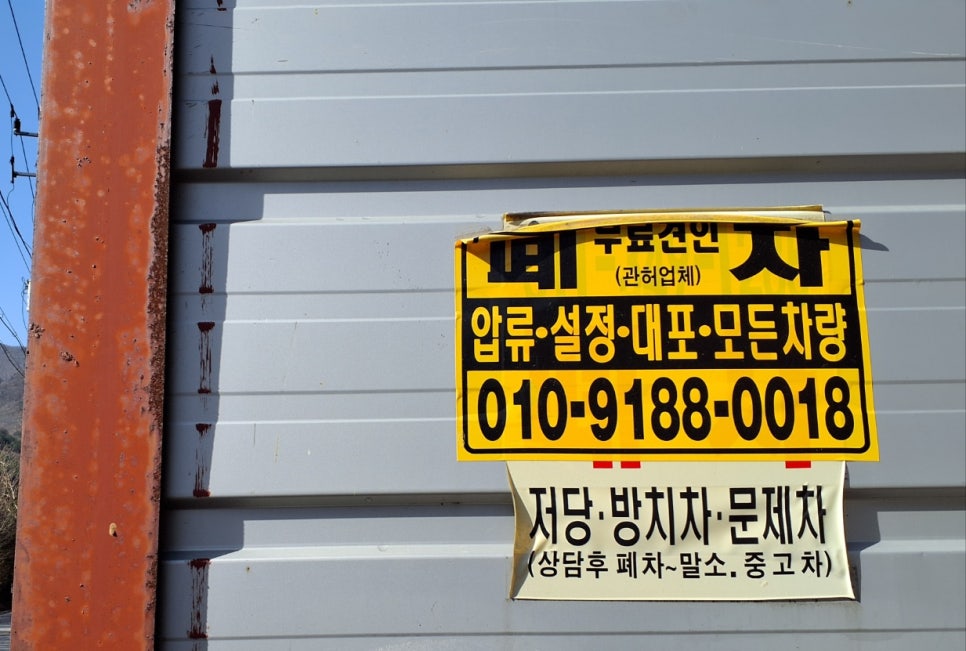 폐차
무료견인
(관허업체)
압류·설정·대포·모든차량
010-9188-0018
저당·방치차·문제차
(상담후 폐차~말소.중고차)